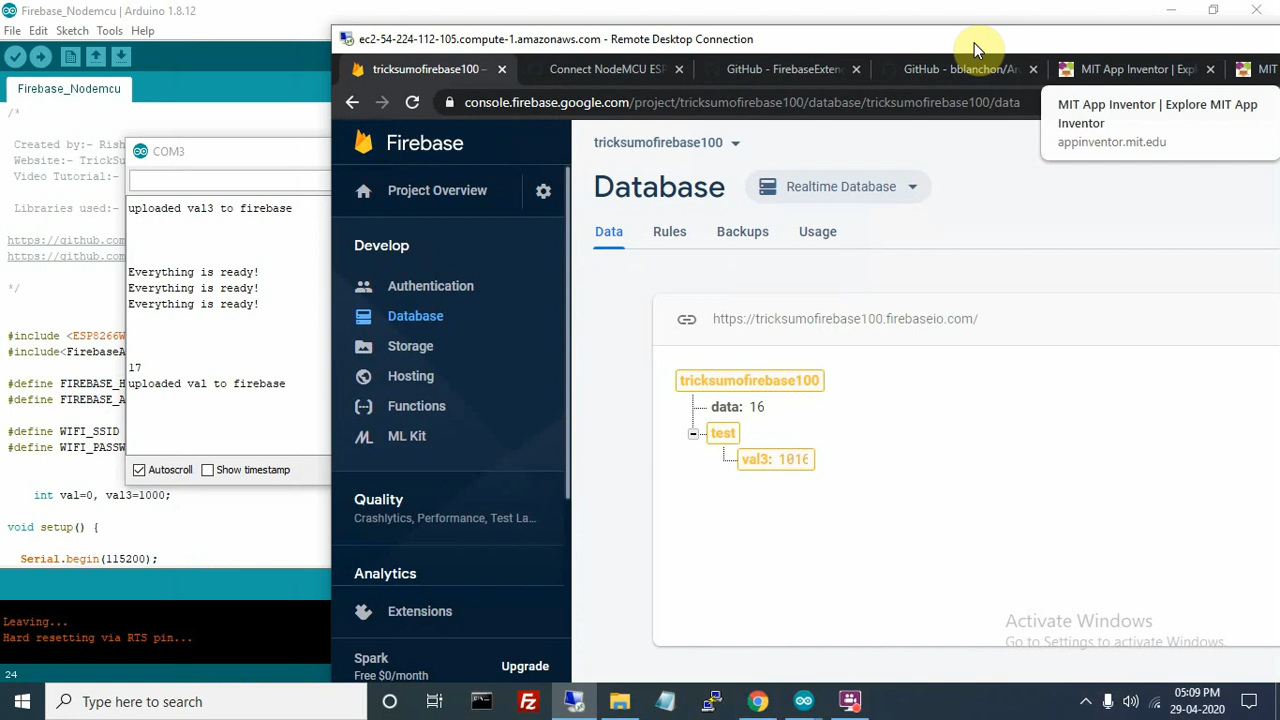 Firebase_Nodemcu | Arduino 1.8.12
File Edit Sketch Tools Help
Firebase_Nodemcu
/*
Created by:- Rish
Website:- TrickS
Video Tutorial:-
Libraries used:-
https://github.com
https://github.com
*/
#include <ESP8266W
#include<FirebaseA
#define FIREBASE_H
#define FIREBASE_A
#define WIFI_SSID
#define WIFI_PASSW
int val=0, val3=1000;
void setup() {
Serial.begin(115200);
Leaving...
Hard resetting via RTS pin...
24
COM3
uploaded val3 to firebase
Everything is ready!
Everything is ready!
Everything is ready!
17
uploaded val to firebase
Autoscroll Show timestamp
ec2-54-224-112-105.compute-1.amazonaws.com - Remote Desktop Connection
tricksumofirebase100 – Connect NodeMCU ESP GitHub - FirebaseExten GitHub - bblanchon/Ar MIT App Inventor | Expl MIT
console.firebase.google.com/project/tricksumofirebase100/database/tricksumofirebase100/data
MIT App Inventor | Explore MIT App
Inventor
appinventor.mit.edu
Firebase
Project Overview
Develop
Authentication
Database
Storage
Hosting
Functions
ML Kit
Quality
Crashlytics, Performance, Test La...
Analytics
Extensions
Spark
Free $0/month
Upgrade
tricksumofirebase100
Database
Realtime Database
Data Rules Backups Usage
https://tricksumofirebase100.firebaseio.com/
tricksumofirebase100
data: 16
test
val3: 1016
Activate Windows
Go to Settings to activate Windows.
Type here to search
05:09 PM
29-04-2020